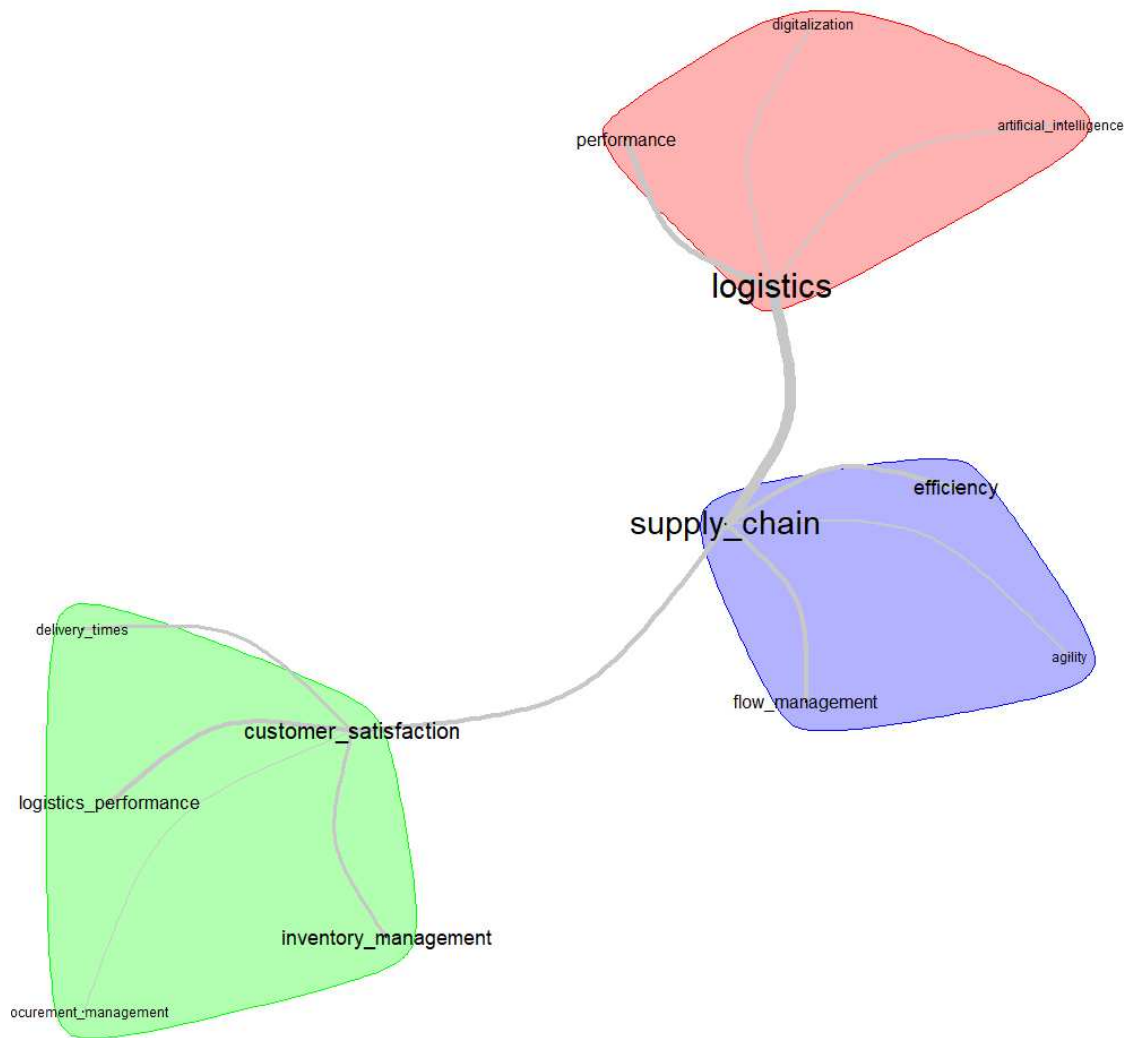 digitalization
artificial_intelligence
performance
logistics
efficiency
supply_chain
delivery_times
agility
flow_management
customer_satisfaction
logistics_performance
inventory_management
ocurement_management